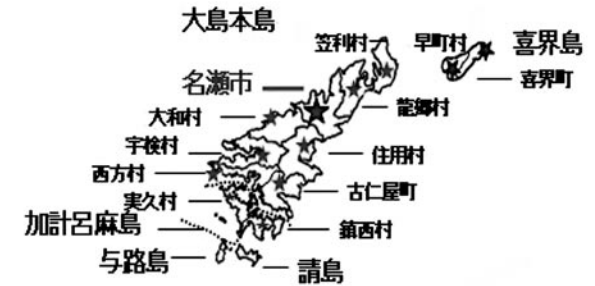 大島本島
笠利村
早町村
喜界島
名瀬市
喜界町
大和村
龍郷村
宇検村
住用村
西方村
古仁屋町
実久村
加計呂麻島
鎮西村
与路島
請島